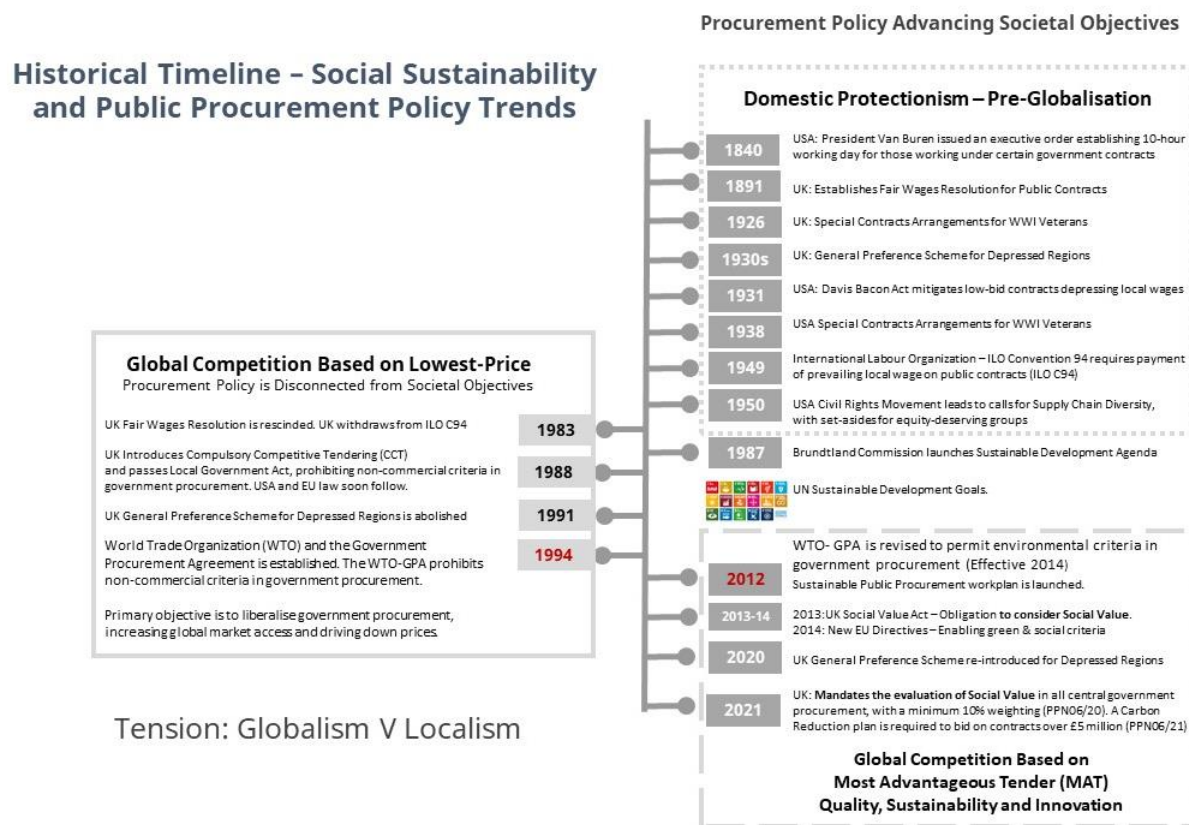 Procurement Policy Advancing Societal Objectives
Historical Timeline – Social Sustainability
and Public Procurement Policy Trends
Domestic Protectionism – Pre-Globalisation
1840
USA: President Van Buren issued an executive order establishing 10-hour
working day for those working under certain government contracts
1891
UK: Establishes Fair Wages Resolution for Public Contracts
1926
UK: Special Contracts Arrangements for WWI Veterans
1930s
UK: General Preference Scheme for Depressed Regions
1931
USA: Davis Bacon Act mitigates low-bid contracts depressing local wages
1938
USA Special Contracts Arrangements for WWI Veterans
1949
International Labour Organization – ILO Convention 94 requires payment
of prevailing local wage on public contracts (ILO C94)
1950
USA Civil Rights Movement leads to calls for Supply Chain Diversity,
with set-asides for equity-deserving groups
Global Competition Based on Lowest-Price
Procurement Policy is Disconnected from Societal Objectives
UK Fair Wages Resolution is rescinded. UK withdraws from ILO C94
1983
UK Introduces Compulsory Competitive Tendering (CCT)
and passes Local Government Act, prohibiting non-commercial criteria in
government procurement. USA and EU law soon follow.
1988
UK General Preference Scheme for Depressed Regions is abolished
1991
World Trade Organization (WTO) and the Government
Procurement Agreement is established. The WTO-GPA prohibits
non-commercial criteria in government procurement.
1994
Primary objective is to liberalise government procurement,
increasing global market access and driving down prices.
1987
Brundtland Commission launches Sustainable Development Agenda
UN Sustainable Development Goals.
2012
WTO- GPA is revised to permit environmental criteria in
government procurement (Effective 2014)
Sustainable Public Procurement workplan is launched.
2013-14
2013:UK Social Value Act – Obligation to consider Social Value.
2014: New EU Directives – Enabling green & social criteria
2020
UK General Preference Scheme re-introduced for Depressed Regions
2021
UK: Mandates the evaluation of Social Value in all central government
procurement, with a minimum 10% weighting (PPN06/20). A Carbon
Reduction plan is required to bid on contracts over £5 million (PPN06/21)
Tension: Globalism V Localism
Global Competition Based on
Most Advantageous Tender (MAT)
Quality, Sustainability and Innovation